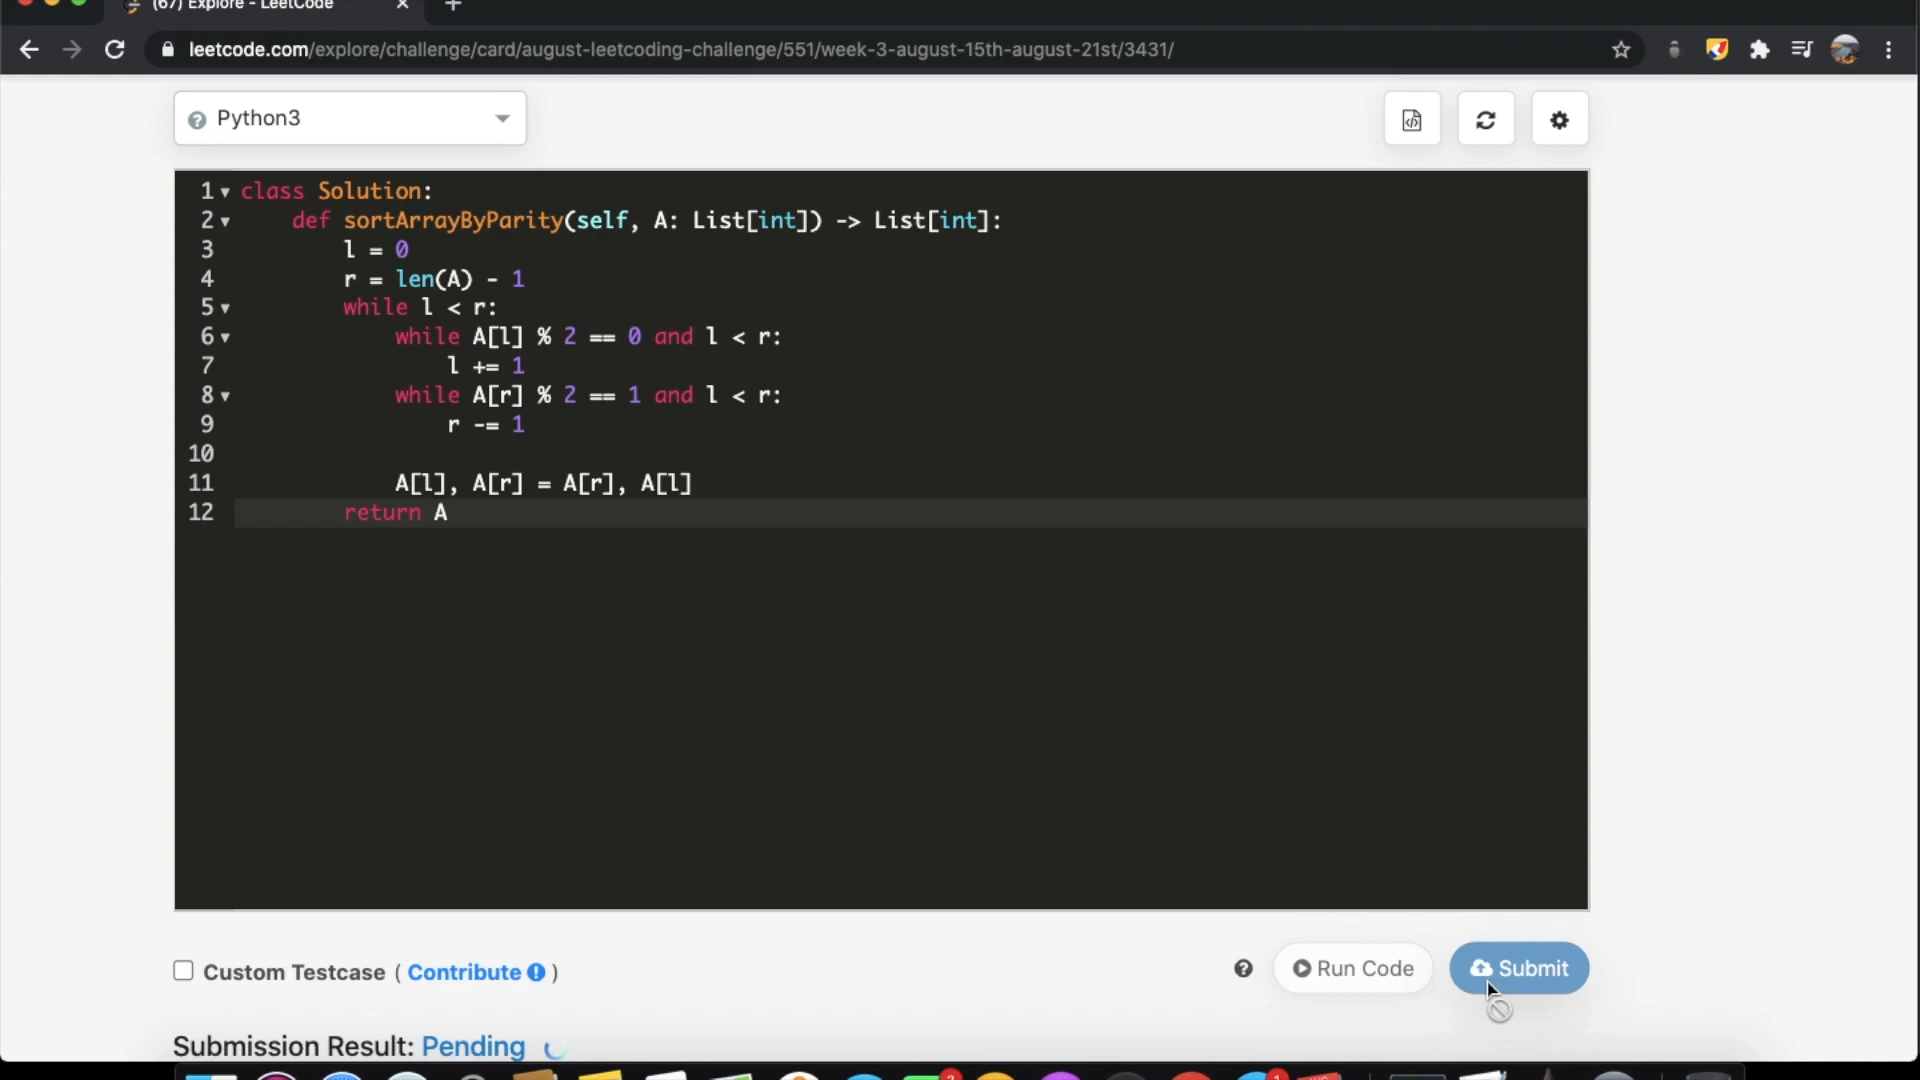 (67) Explore - LeetCode
leetcode.com/explore/challenge/card/august-leetcoding-challenge/551/week-3-august-15th-august-21st/3431/
Python3
1 class Solution:
2 def sortArrayByParity(self, A: List[int]) -> List[int]:
3 l = 0
4 r = len(A) - 1
5 while l < r:
6 while A[l] % 2 == 0 and l < r:
7 l += 1
8 while A[r] % 2 == 1 and l < r:
9 r -= 1
10
11 A[l], A[r] = A[r], A[l]
12 return A
Custom Testcase ( Contribute )
Run Code
Submit
Submission Result: Pending